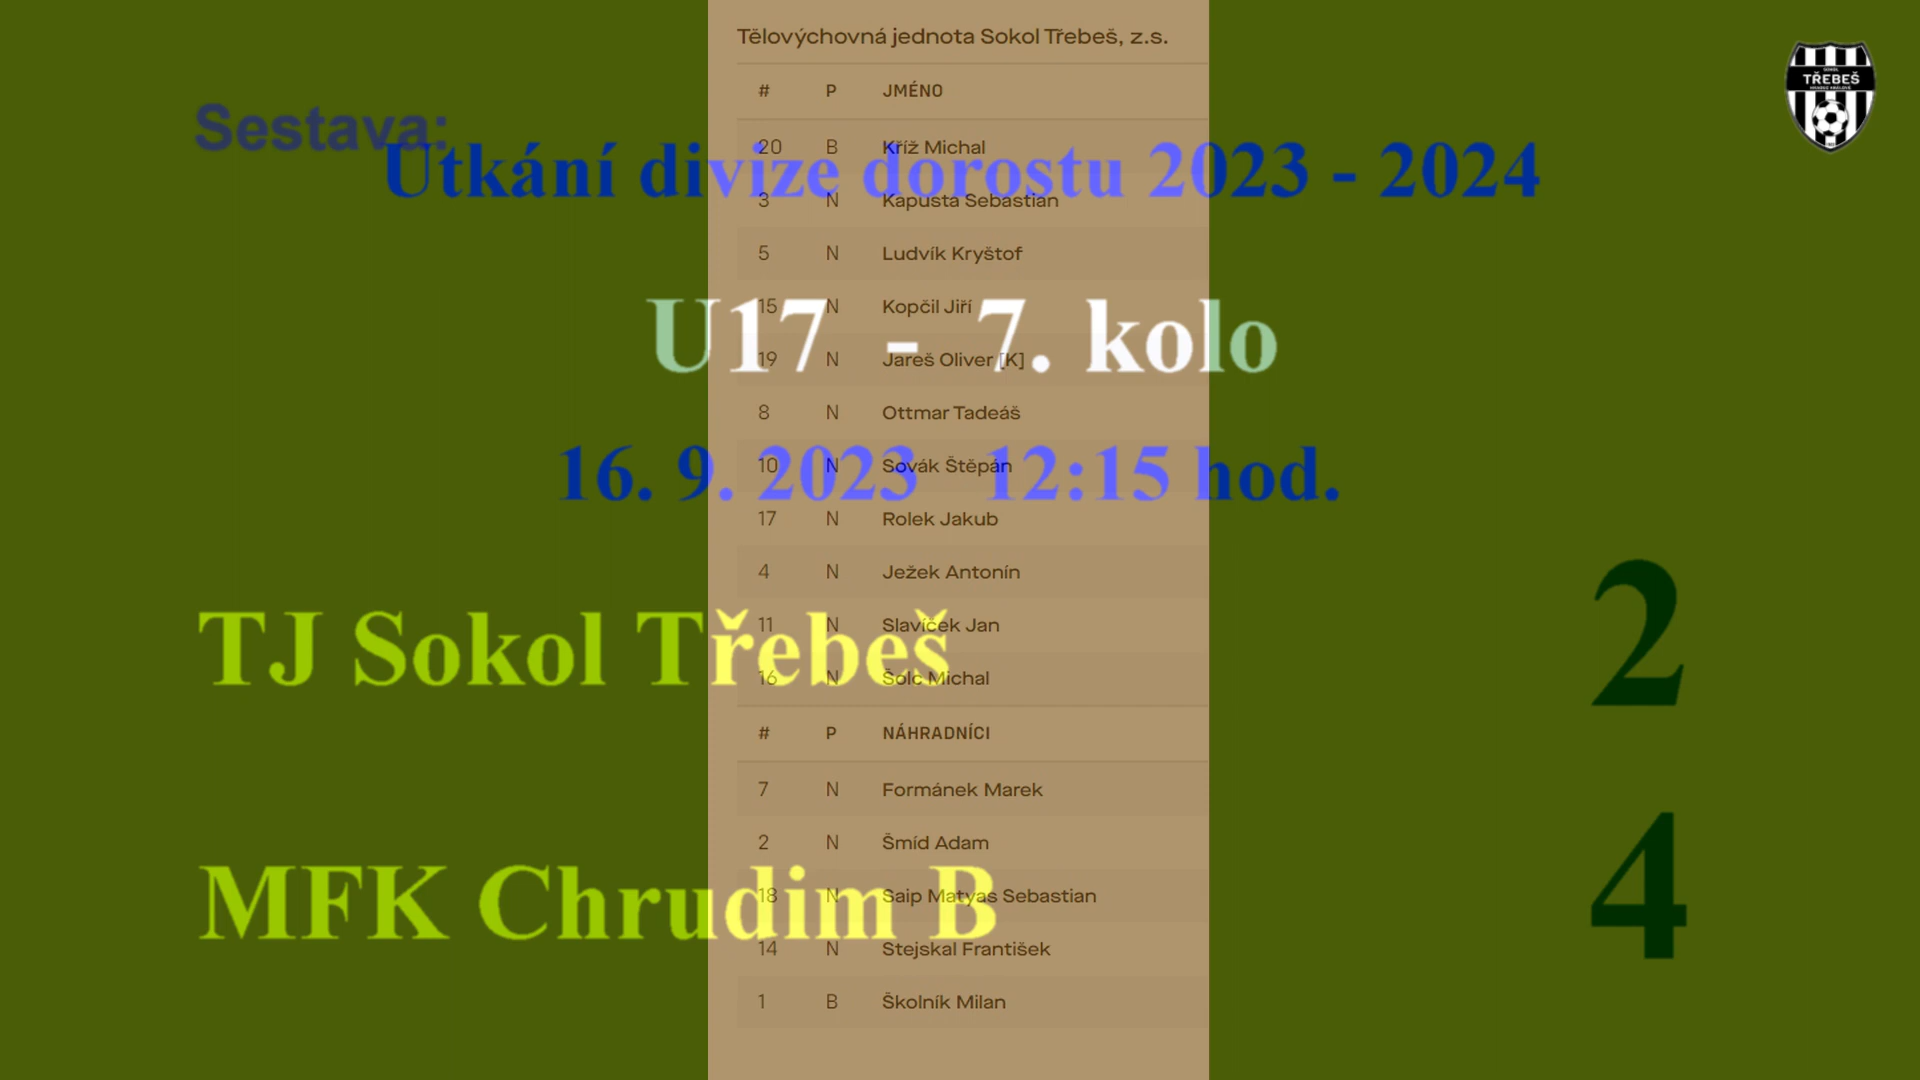 Tělovýchovná jednota Sokol Třebeš, z.s.
# P JMÉNO
SOKOL
TŘEBEŠ
HRADEC KRÁLOVÉ
Sestava:
20 B Kříž Michal
Utkání divize dorostu 2023 - 2024
3 N Kapusta Sebastian
5 N Ludvík Kryštof
15 N Kopčil Jiří
U17 - 7. kolo
19 N Jareš Oliver [K]
8 N Ottmar Tadeáš
10 N Sovák Štěpán
16. 9. 2023 12:15 hod.
17 N Rolek Jakub
4 N Ježek Antonín
11 N Slavíček Jan
TJ Sokol Třebeš 2
16 N Šolc Michal
# P NÁHRADNÍCI
7 N Formánek Marek
2 N Šmíd Adam
18 N Saip Matyas Sebastian
MFK Chrudim B 4
14 N Stejskal František
1 B Školník Milan